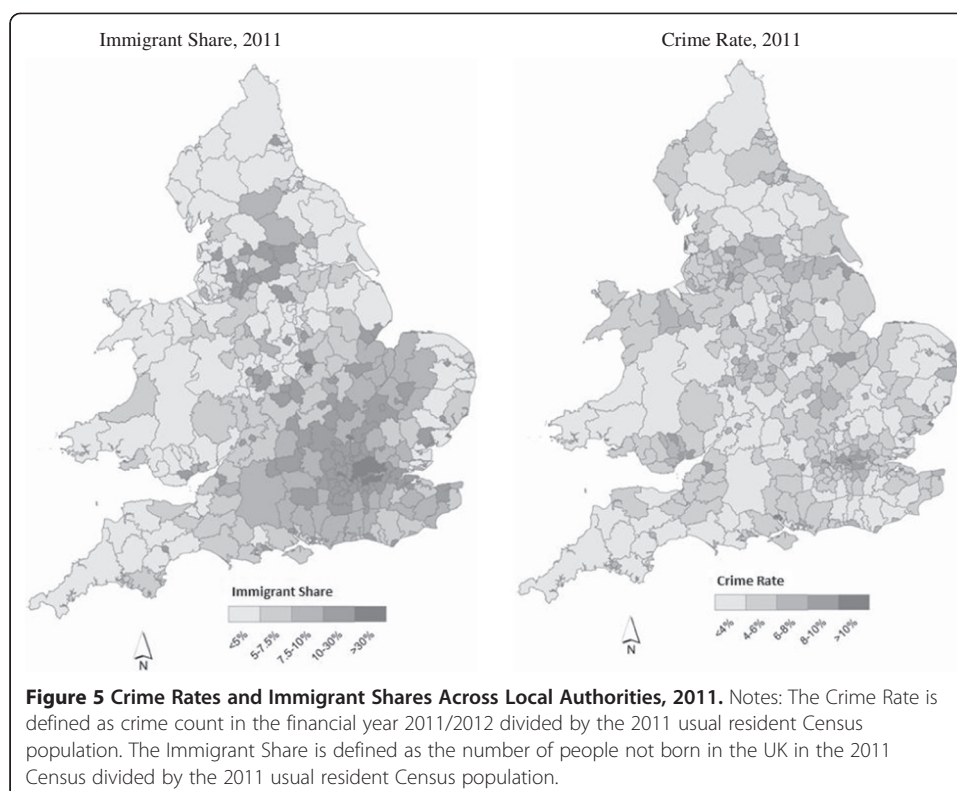 Immigrant Share, 2011
Crime Rate, 2011
Immigrant Share
<5%
5-7.5%
7.5-10%
10-30%
>30%
N
Crime Rate
<4%
4-6%
6-8%
8-10%
>10%
N
Figure 5 Crime Rates and Immigrant Shares Across Local Authorities, 2011. Notes: The Crime Rate is
defined as crime count in the financial year 2011/2012 divided by the 2011 usual resident Census
population. The Immigrant Share is defined as the number of people not born in the UK in the 2011
Census divided by the 2011 usual resident Census population.